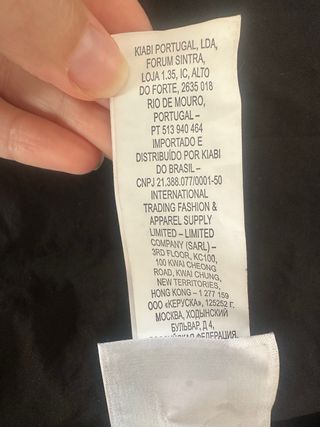 KIABI PORTUGAL, LDA,
FORUM SINTRA,
LOJA 1.35, IC, ALTO
DO FORTE, 2635 018
RIO DE MOURO,
PORTUGAL –
PT 513 940 464
IMPORTADO E
DISTRIBUÍDO POR KIABI
DO BRASIL –
CNPJ 21.388.077/0001-50
INTERNATIONAL
TRADING FASHION &
APPAREL SUPPLY
LIMITED – LIMITED
COMPANY (SARL) –
3RD FLOOR, KC100,
100 KWAI CHEONG
ROAD, KWAI CHUNG,
NEW TERRITORIES,
HONG KONG – 1 277 159
ООО «КЕРУСКА», 125252 г.
МОСКВА, ХОДЫНСКИЙ
БУЛЬВАР, Д 4,
РОССИЙСКАЯ ФЕДЕРАЦИЯ,